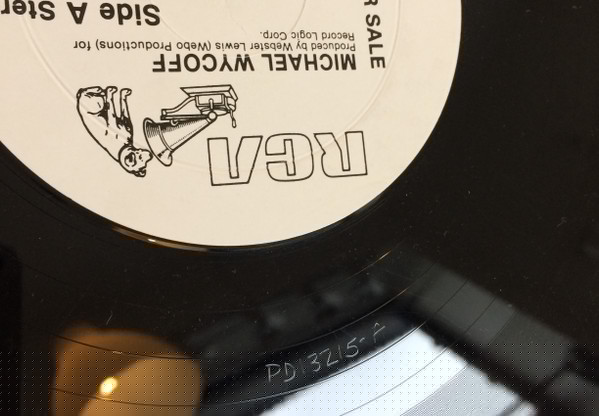 Side A Ster
R SALE
MICHAEL WYCOFF
Produced by Webster Lewis (Webo Productions) for
Record Logic Corp.
RCA
PD13215-A